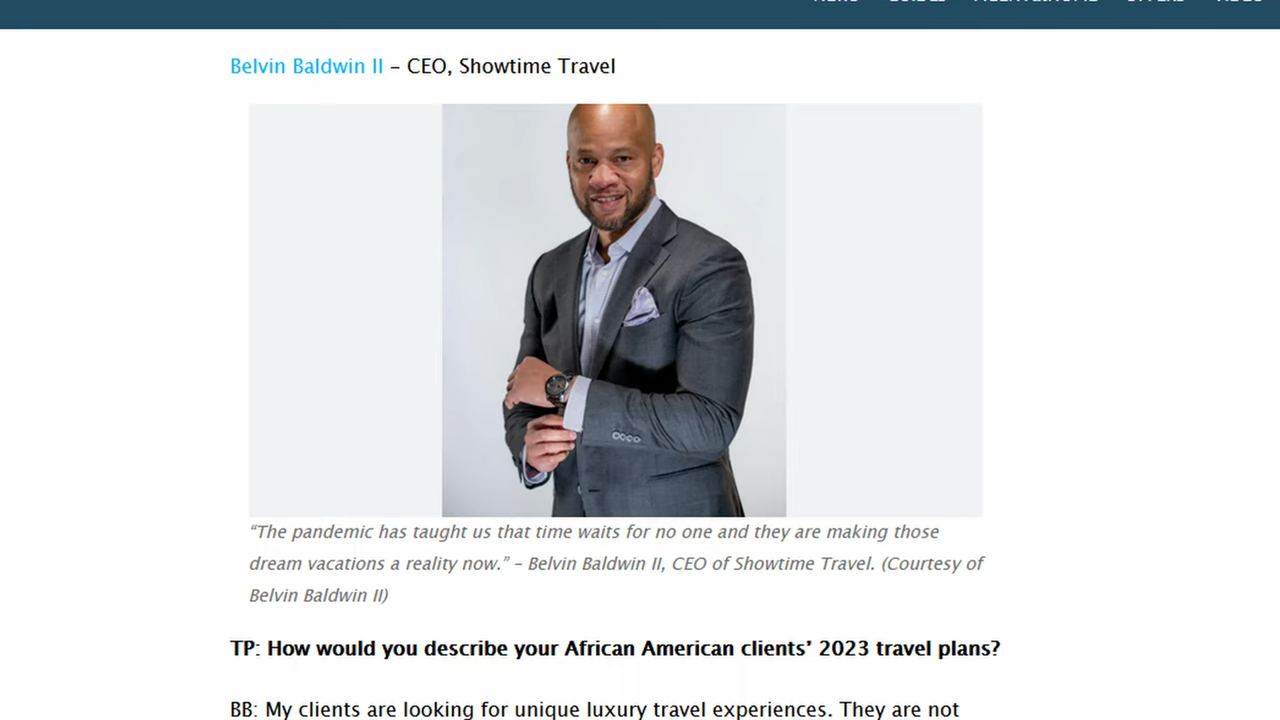 Belvin Baldwin II – CEO, Showtime Travel
“The pandemic has taught us that time waits for no one and they are making those
dream vacations a reality now.” – Belvin Baldwin II, CEO of Showtime Travel. (Courtesy of
Belvin Baldwin II)
TP: How would you describe your African American clients’ 2023 travel plans?
BB: My clients are looking for unique luxury travel experiences. They are not